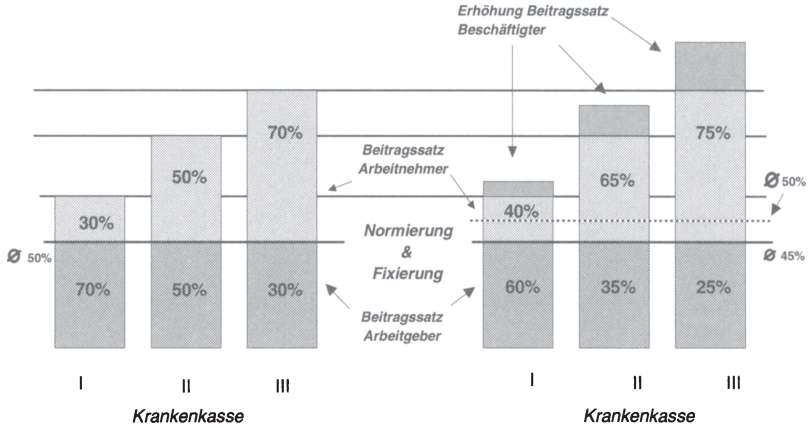 Erhöhung Beitragssatz
Beschäftigter
70%
75%
50%
Beitragssatz
Arbeitnehmer
65%
Ø 50%
30%
40%
Normierung
&
Fixierung
Ø 50%
Ø 45%
70%
50%
30%
60%
35%
25%
Beitragssatz
Arbeitgeber
I
II
III
I
II
III
Krankenkasse
Krankenkasse